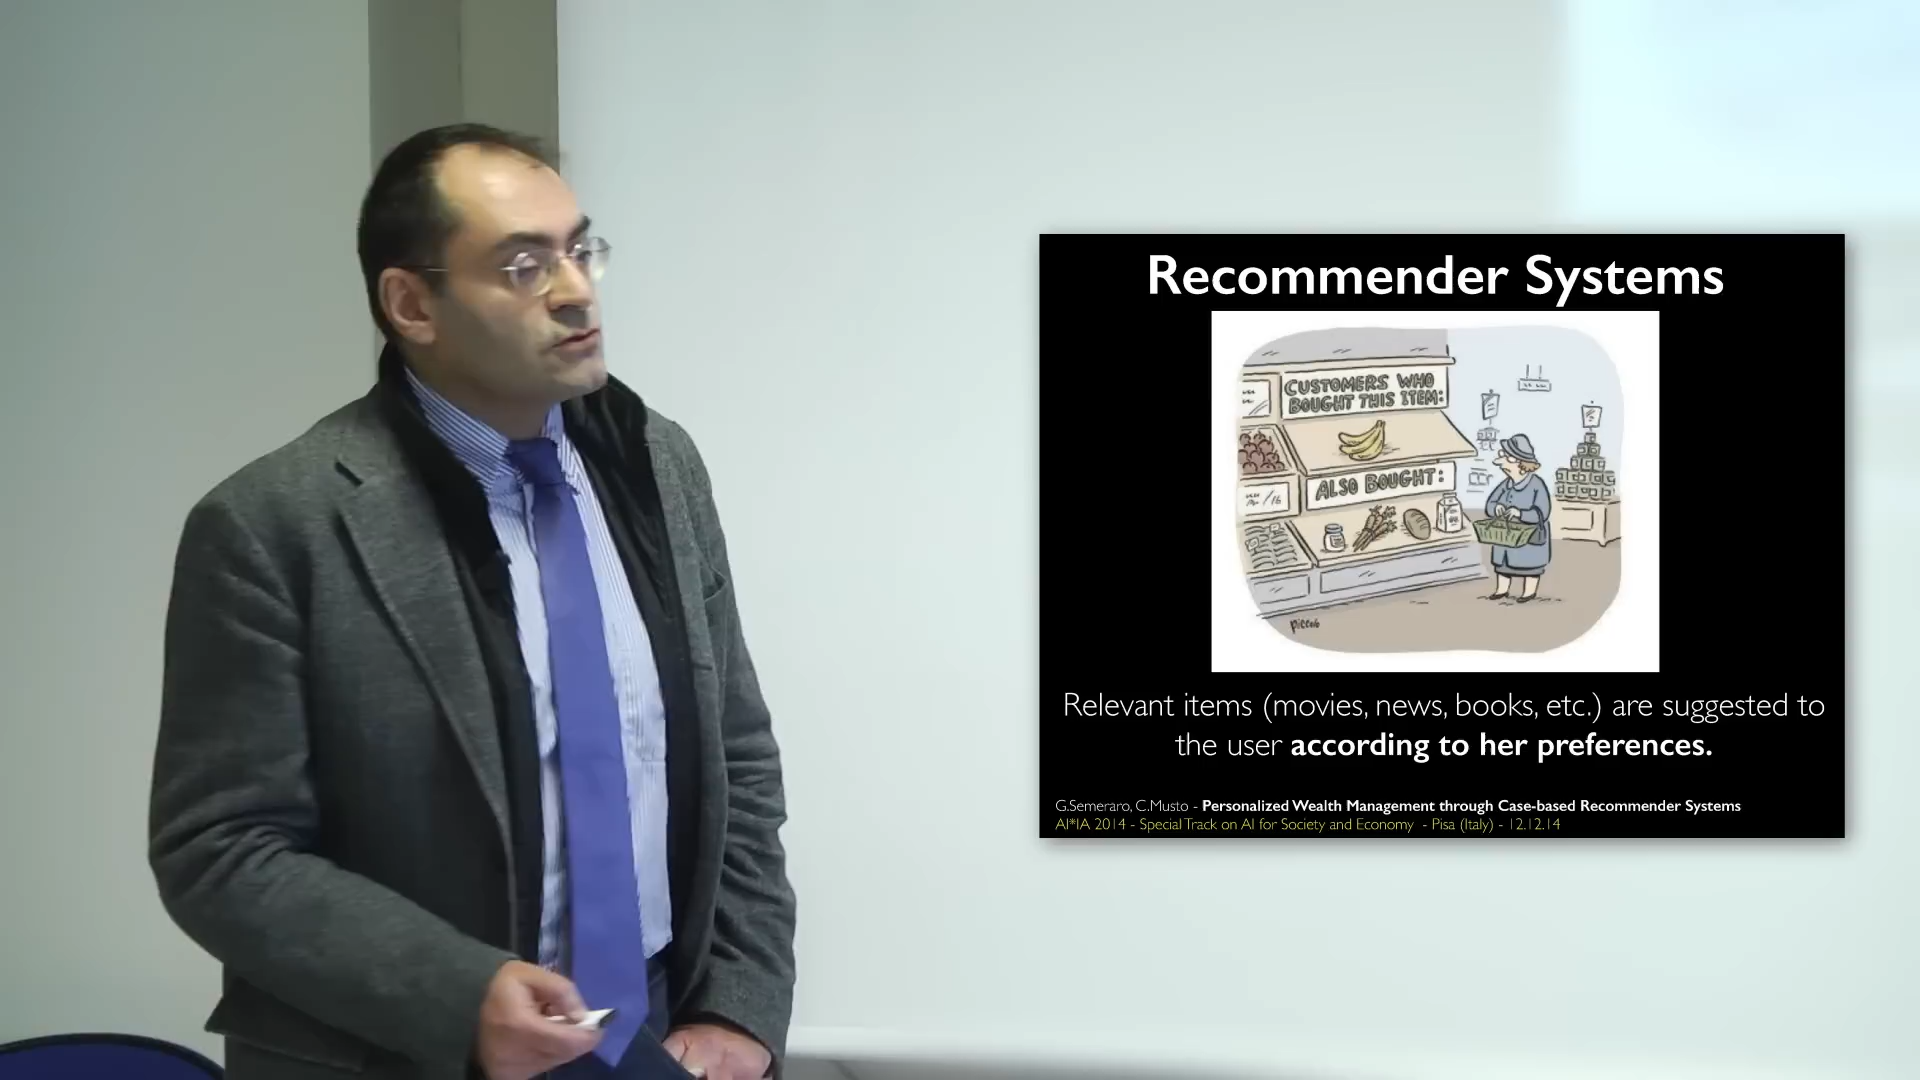 Recommender Systems
CUSTOMERS WHO
BOUGHT THIS ITEM:
ALSO BOUGHT:
piccolo
Relevant items (movies, news, books, etc.) are suggested to
the user according to her preferences.
G.Semeraro, C.Musto - Personalized Wealth Management through Case-based Recommender Systems
AI*IA 2014 - Special Track on AI for Society and Economy - Pisa (Italy) - 12.12.14